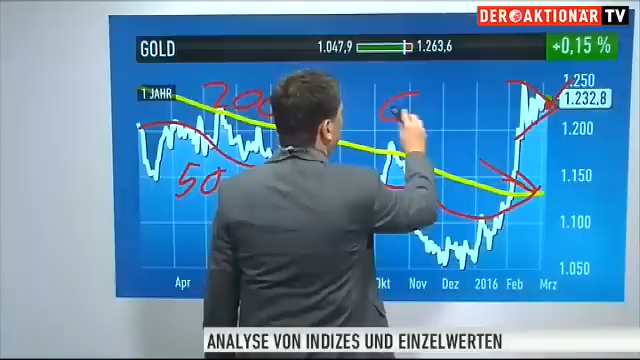 DER AKTIONÄR TV
GOLD
1.047,9 1.263,6
+0,15 %
1 JAHR
200
50
1.250
1.232,8
1.200
1.150
1.100
1.050
Apr Okt Nov Dez 2016 Feb Mrz
ANALYSE VON INDIZES UND EINZELWERTEN